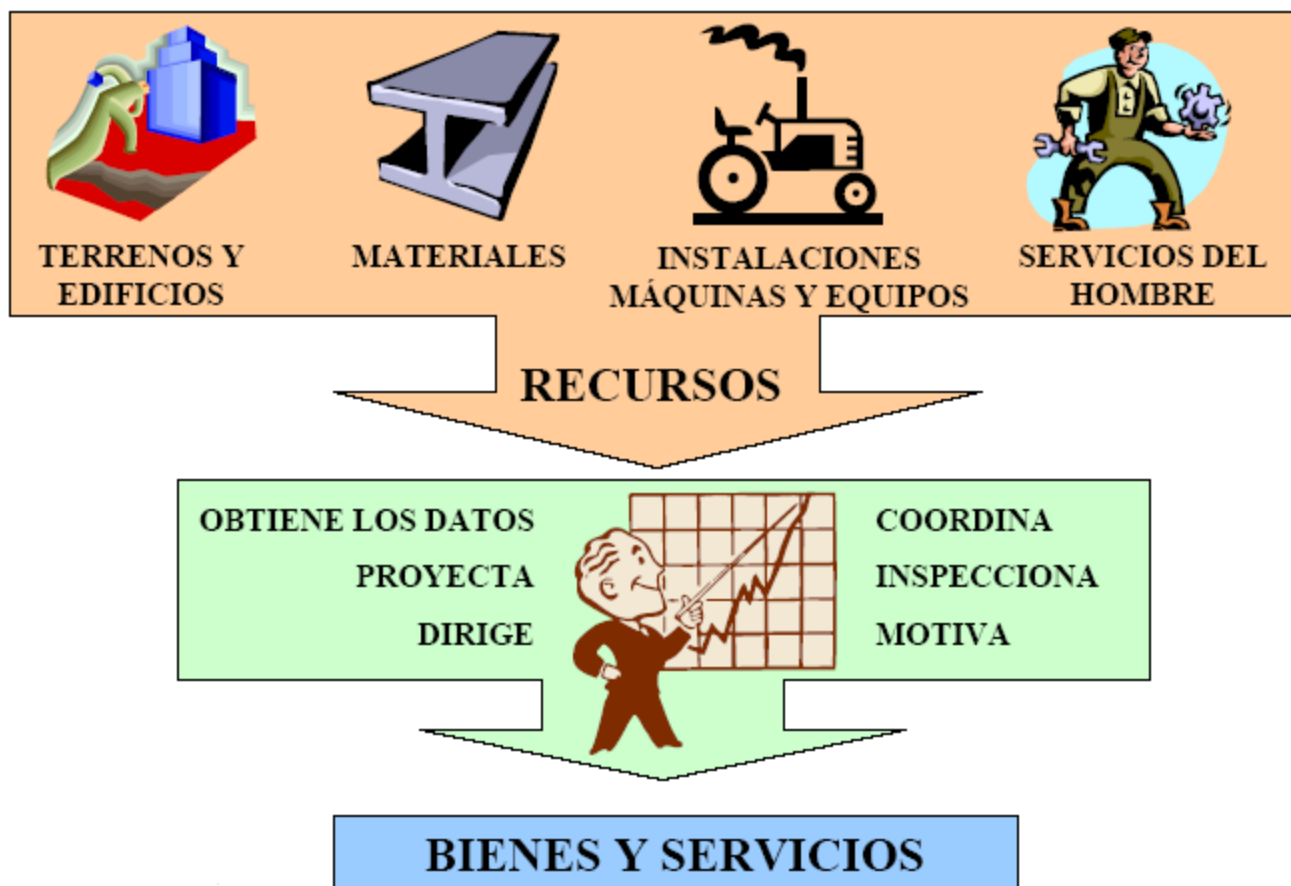 TERRENOS Y
EDIFICIOS
MATERIALES
INSTALACIONES
MÁQUINAS Y EQUIPOS
SERVICIOS DEL
HOMBRE
RECURSOS
OBTIENE LOS DATOS
PROYECTA
DIRIGE
COORDINA
INSPECCIONA
MOTIVA
BIENES Y SERVICIOS